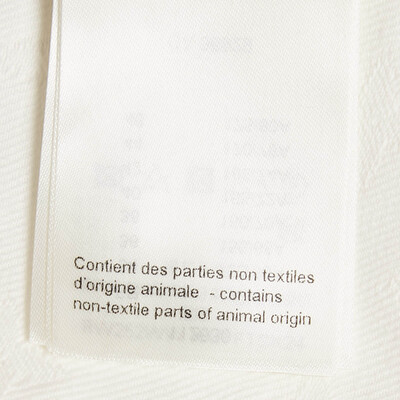 Contient des parties non textiles
d'origine animale - contains
non-textile parts of animal origin